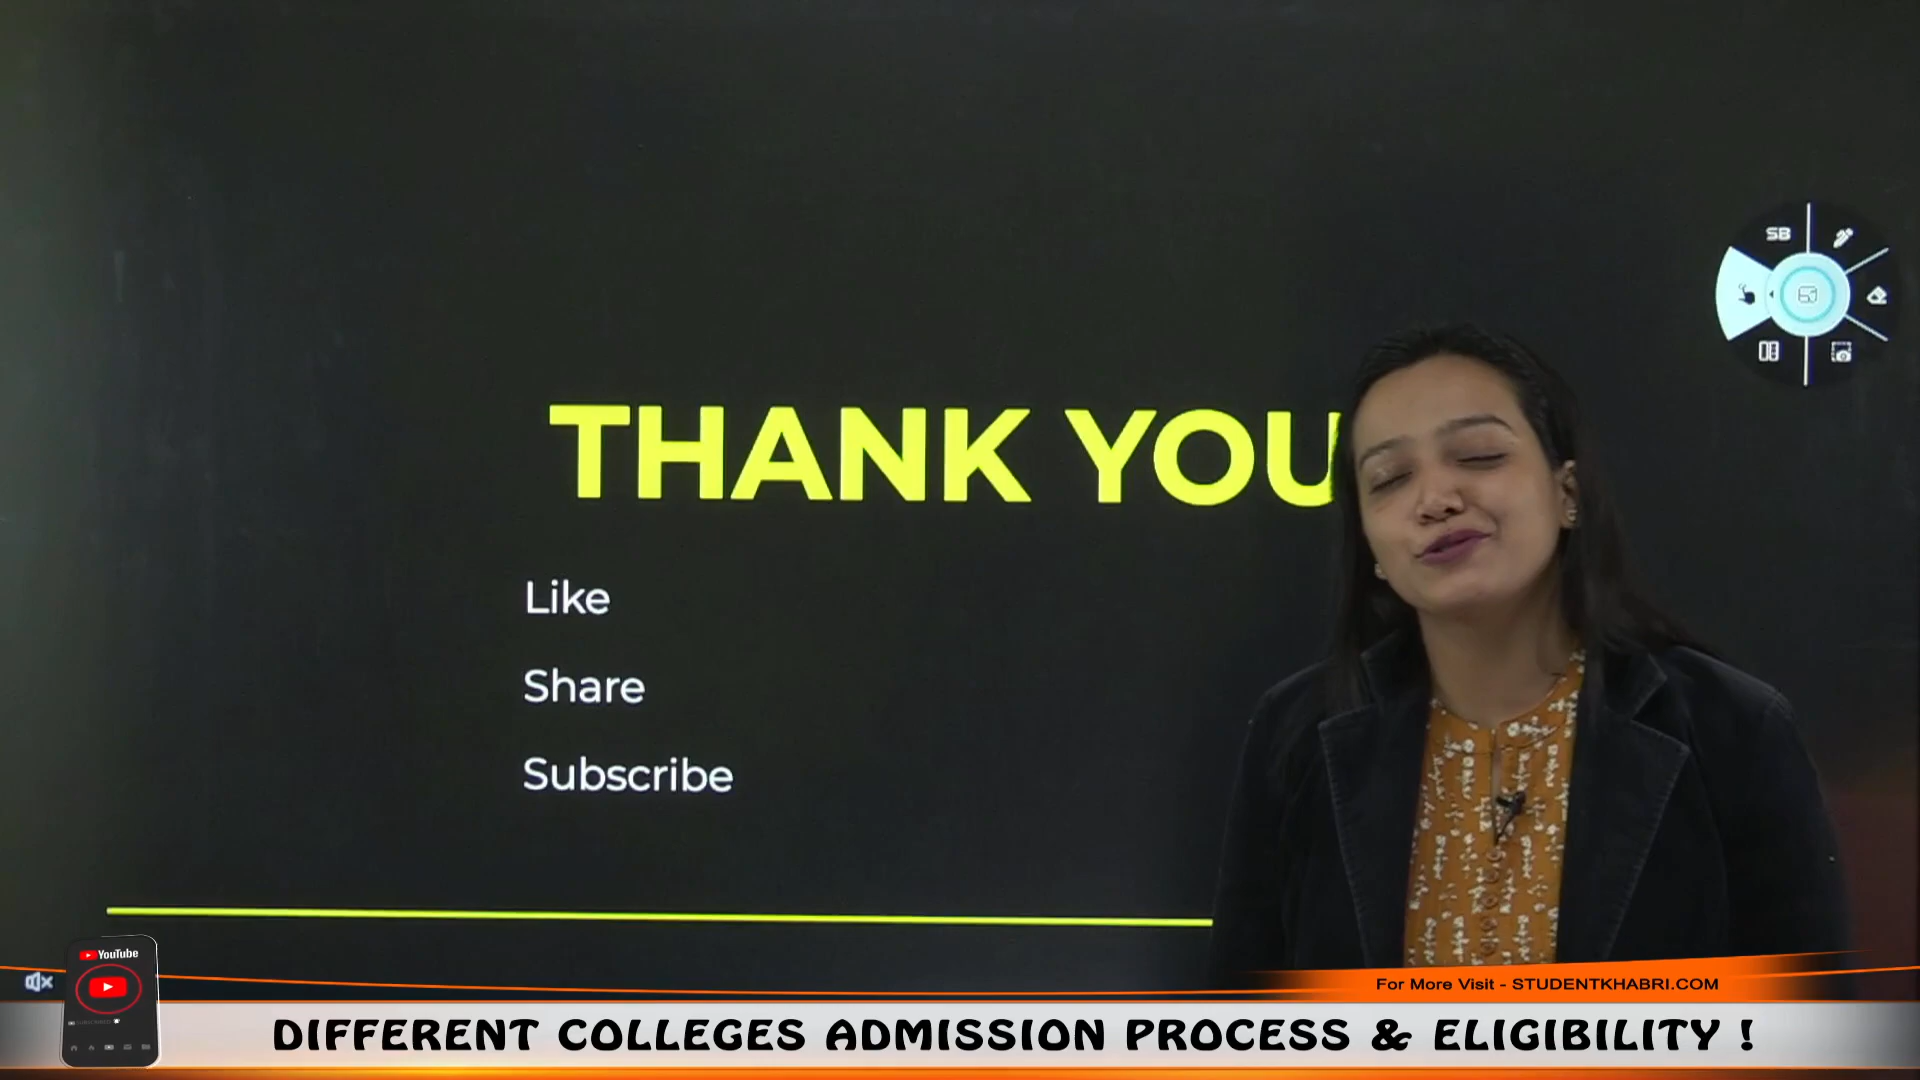 SB
THANK YOU
Like
Share
Subscribe
YouTube
For More Visit - STUDENTKHABRI.COM
DIFFERENT COLLEGES ADMISSION PROCESS & ELIGIBILITY !